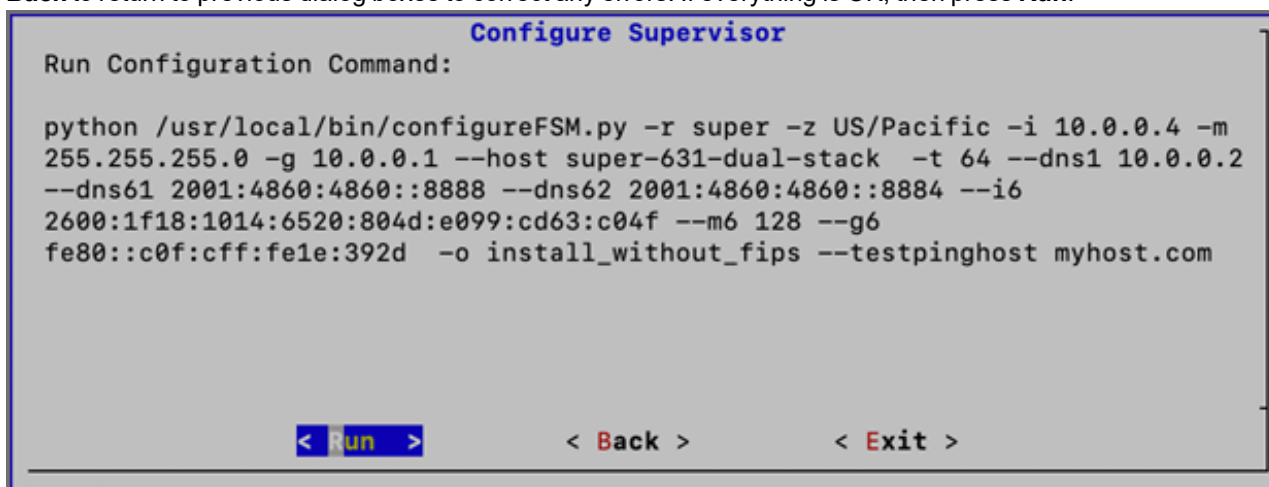 Configure Supervisor
Run Configuration Command:
python /usr/local/bin/configureFSM.py -r super -z US/Pacific -i 10.0.0.4 -m
255.255.255.0 -g 10.0.0.1 --host super-631-dual-stack  -t 64 --dns1 10.0.0.2
--dns61 2001:4860:4860::8888 --dns62 2001:4860:4860::8884 --i6
2600:1f18:1014:6520:804d:e099:cd63:c04f --m6 128 --g6
fe80::c0f:cff:fe1e:392d  -o install_without_fips --testpinghost myhost.com
< Run > < Back > < Exit >